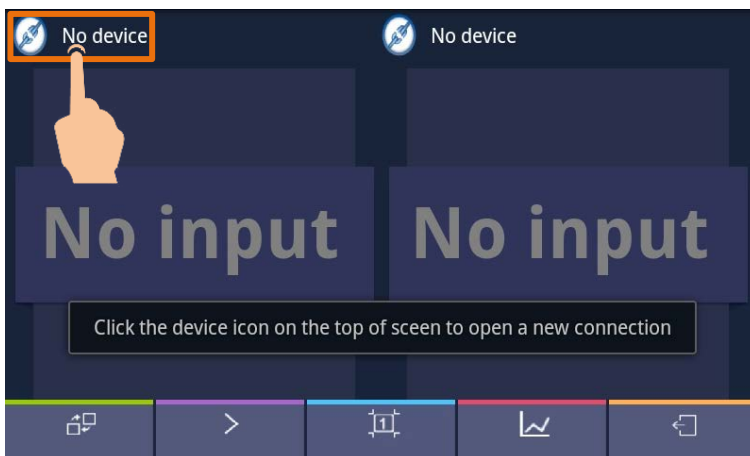 No device No device
No input No input
Click the device icon on the top of sceen to open a new connection
1